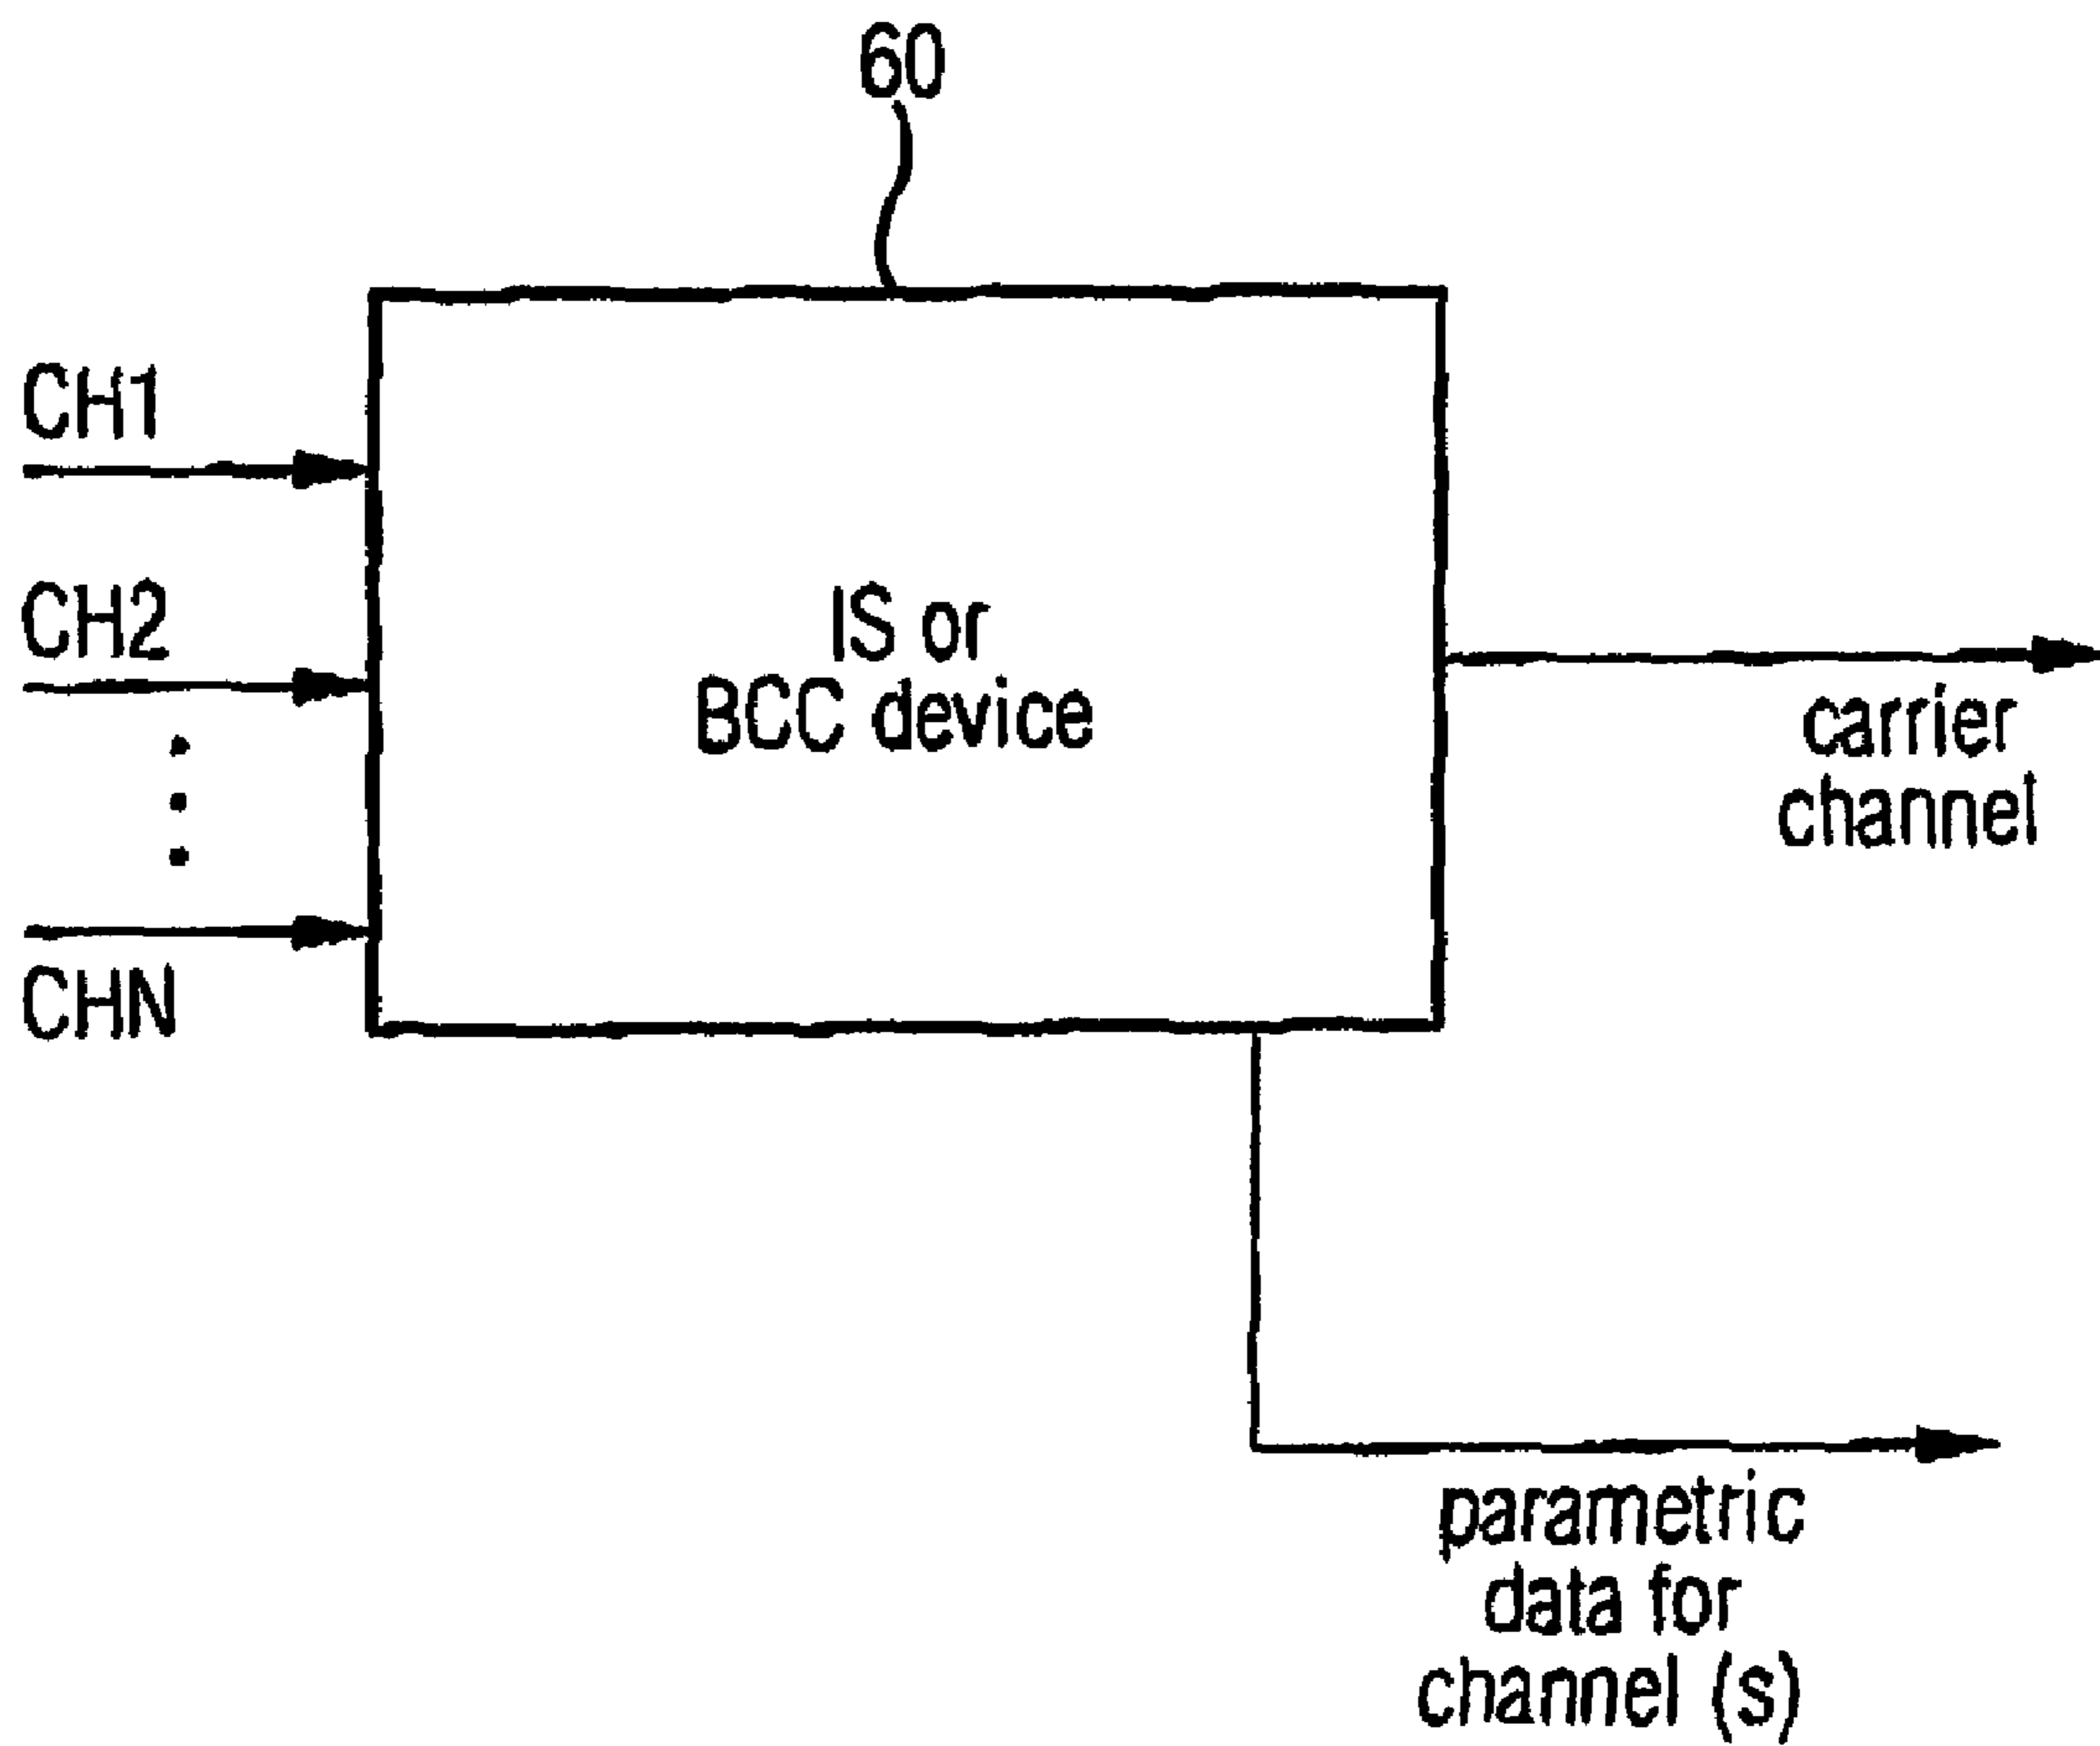 60
CH1
CH2
CHN
IS or
BCC device
carrier
channel
parametric
data for
channel (s)